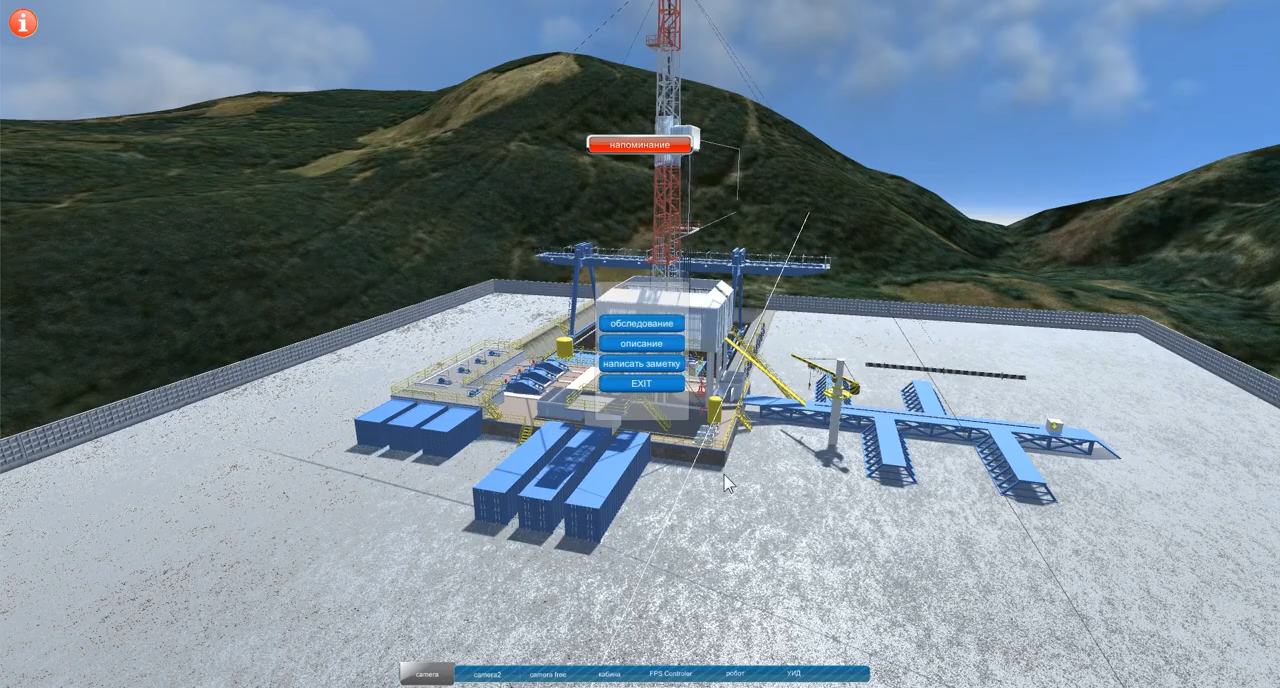 i
напоминание
обследование
описание
написать заметку
EXIT
camera camera2 camera free кабина FPS Controler робот УИД